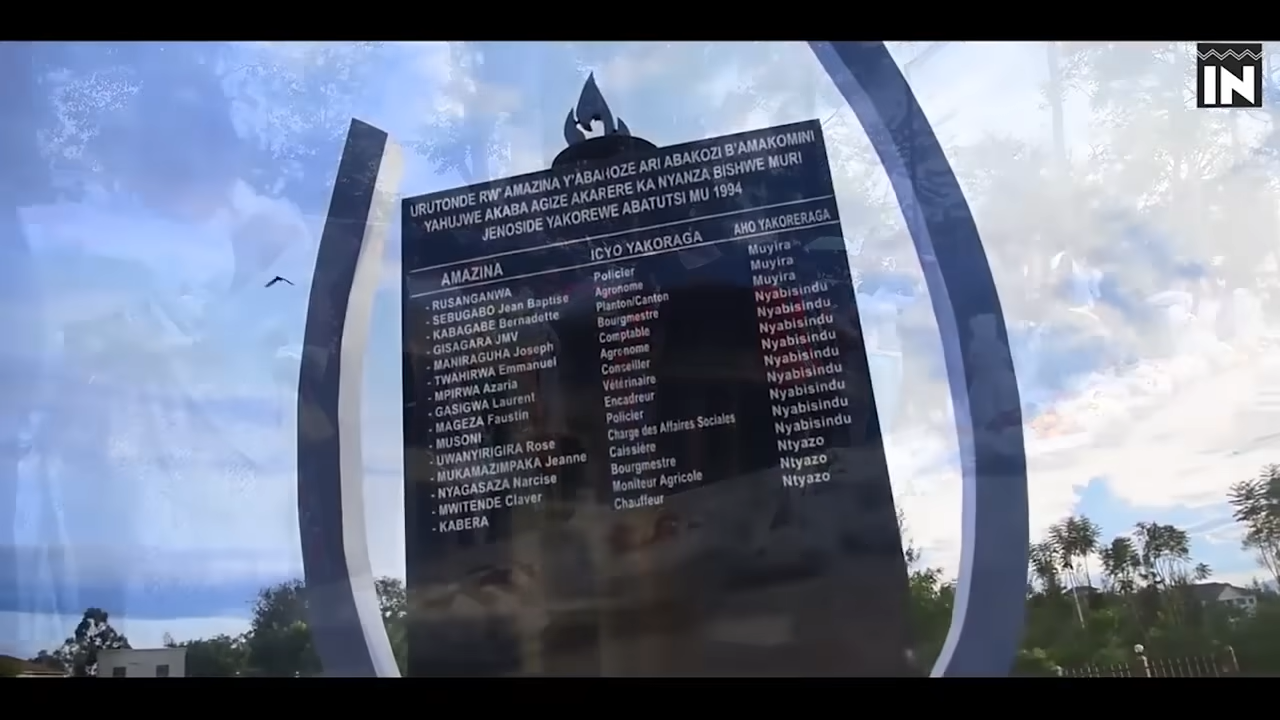 IN
URUTONDE RW' AMAZINA Y'ABAHOZE ARI ABAKOZI B'AMAKOMINI
YAHUJWE AKABA AGIZE AKARERE KA NYANZA BISHWE MURI
JENOSIDE YAKOREWE ABATUTSI MU 1994
AMAZINA ICYO YAKORAGA AHO YAKORERAGA
- RUSANGANWA Policier Muyira
- SEBUGABO Jean Baptise Agronome Muyira
- KABAGABE Bernadette Planton/Canton Muyira
- GISAGARA JMV Bourgmestre Nyabisindu
- MANIRAGUHA Joseph Comptable Nyabisindu
- TWAHIRWA Emmanuel Agronome Nyabisindu
- MPIRWA Azaria Conseiller Nyabisindu
- GASIGWA Laurent Vétérinaire Nyabisindu
- MAGEZA Faustin Encadreur Nyabisindu
- MUSONI Policier Nyabisindu
- UWANYIRIGIRA Rose Charge des Affaires Sociales Nyabisindu
- MUKAMAZIMPAKA Jeanne Caissière Nyabisindu
- NYAGASAZA Narcise Bourgmestre Ntyazo
- MWITENDE Claver Moniteur Agricole Ntyazo
- KABERA Chauffeur Ntyazo